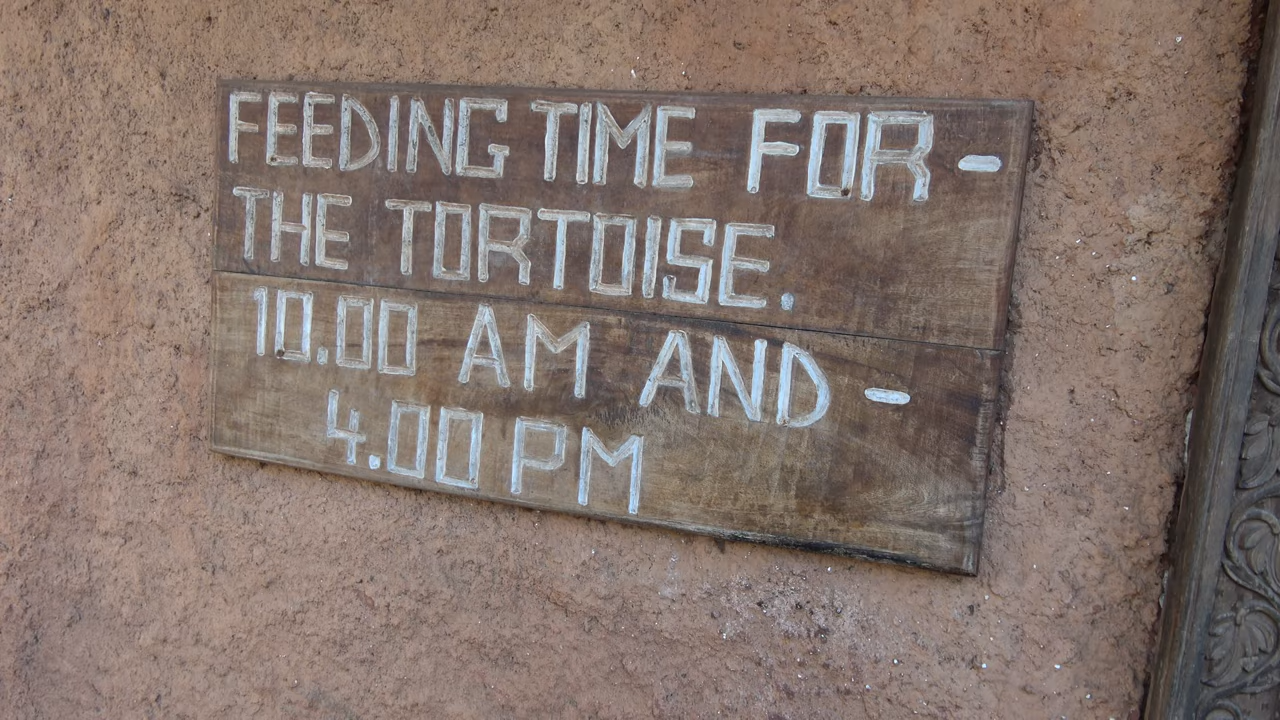 FEEDING TIME FOR -
THE TORTOISE.
10.00 AM AND -
4.00 PM